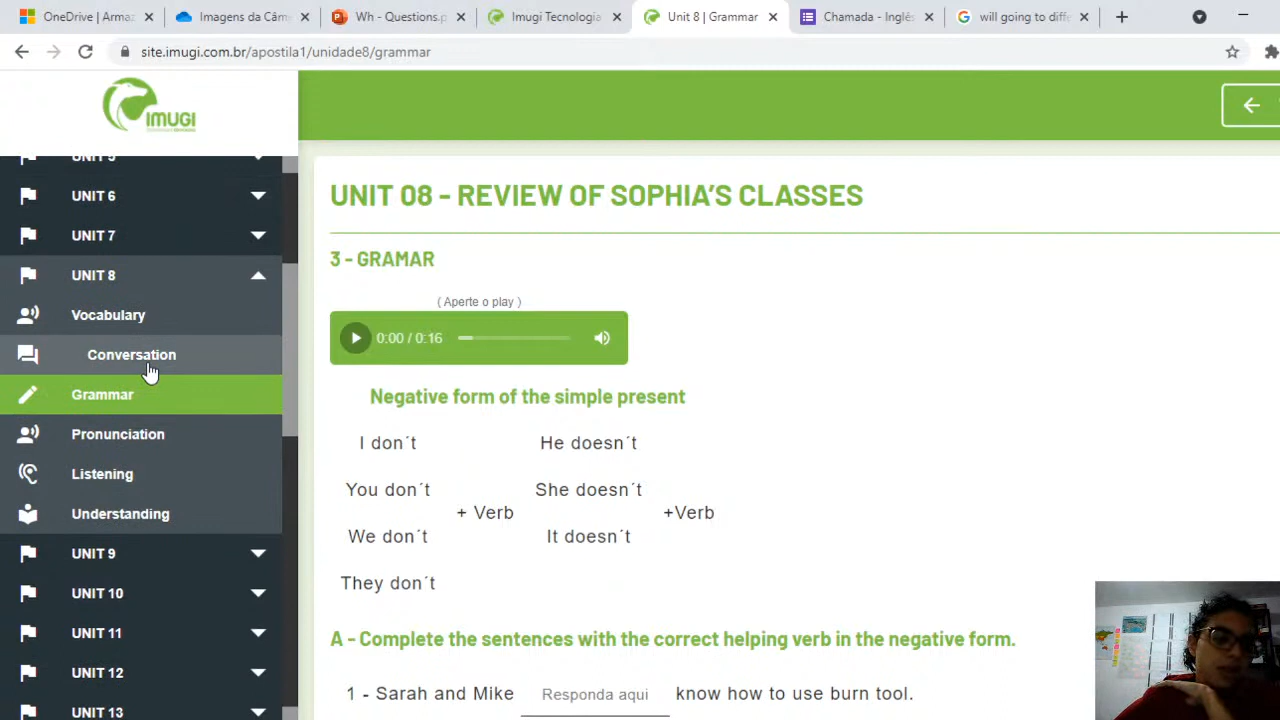 OneDrive | Armaz
Imagens da Câm
Wh - Questions.p
Imugi Tecnologia
Unit 8 | Grammar
Chamada - Inglês
will going to diffe
site.imugi.com.br/apostila1/unidade8/grammar
IMUGI
UNIT 5
UNIT 6
UNIT 7
UNIT 8
Vocabulary
Conversation
Grammar
Pronunciation
Listening
Understanding
UNIT 9
UNIT 10
UNIT 11
UNIT 12
UNIT 13
UNIT 08 - REVIEW OF SOPHIA'S CLASSES
3 - GRAMAR
( Aperte o play )
0:00 / 0:16
Negative form of the simple present
I don´t He doesn´t
You don´t She doesn´t
+ Verb +Verb
We don´t It doesn´t
They don´t
A - Complete the sentences with the correct helping verb in the negative form.
1 - Sarah and Mike Responda aqui know how to use burn tool.